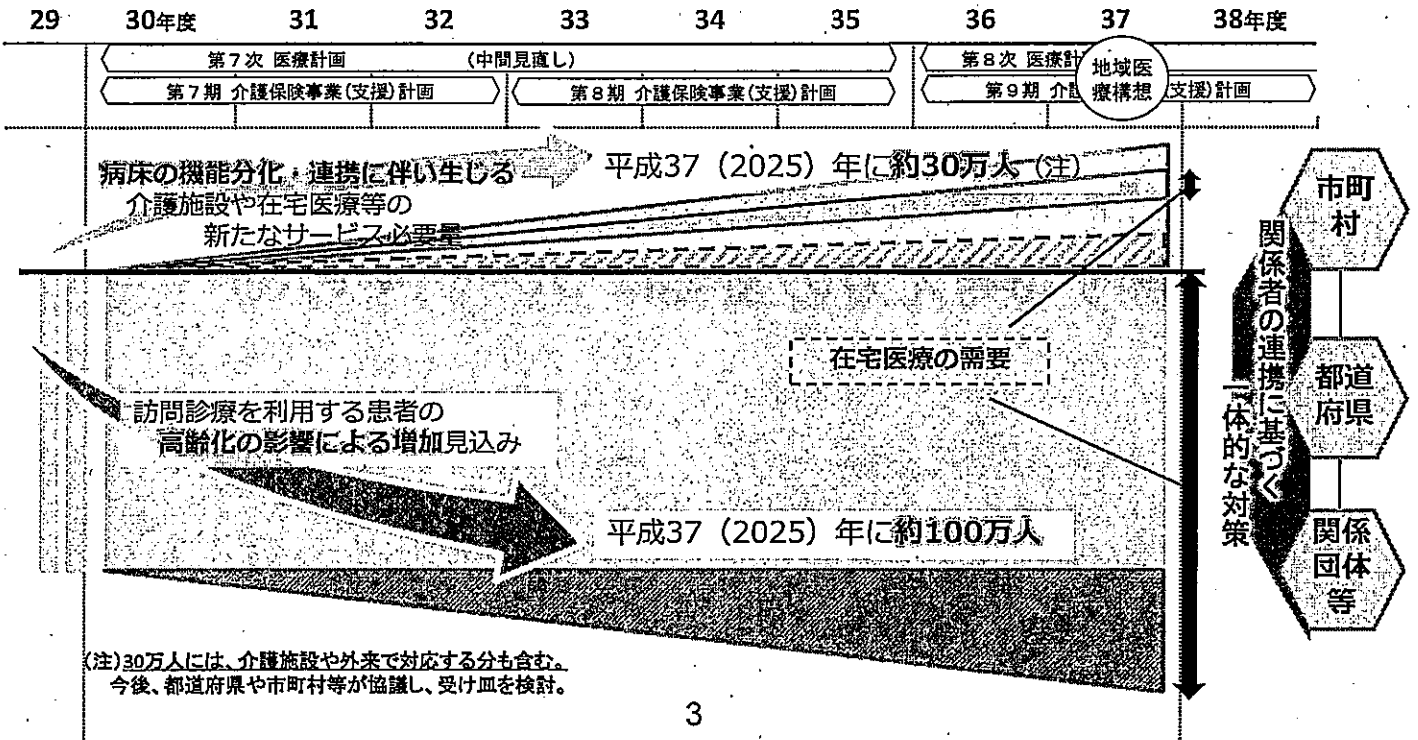 29 30年度 31 32 33 34 35 36 37 38年度
第7次 医療計画 (中間見直し)
第8次 医療計
地域医
療構想
第7期 介護保険事業(支援)計画
第8期 介護保険事業(支援)計画
第9期 介護
支援)計画
病床の機能分化・連携に伴い生じる
介護施設や在宅医療等の
新たなサービス必要量
平成37(2025)年に約30万人(注)
在宅医療の需要
訪問診療を利用する患者の
高齢化の影響による増加見込み
平成37(2025)年に約100万人
関係者の連携に基づく
一体的な対策
市町
村
都道
府県
関係
団体
等
(注)30万人には、介護施設や外来で対応する分も含む。
今後、都道府県や市町村等が協議し、受け皿を検討。
3